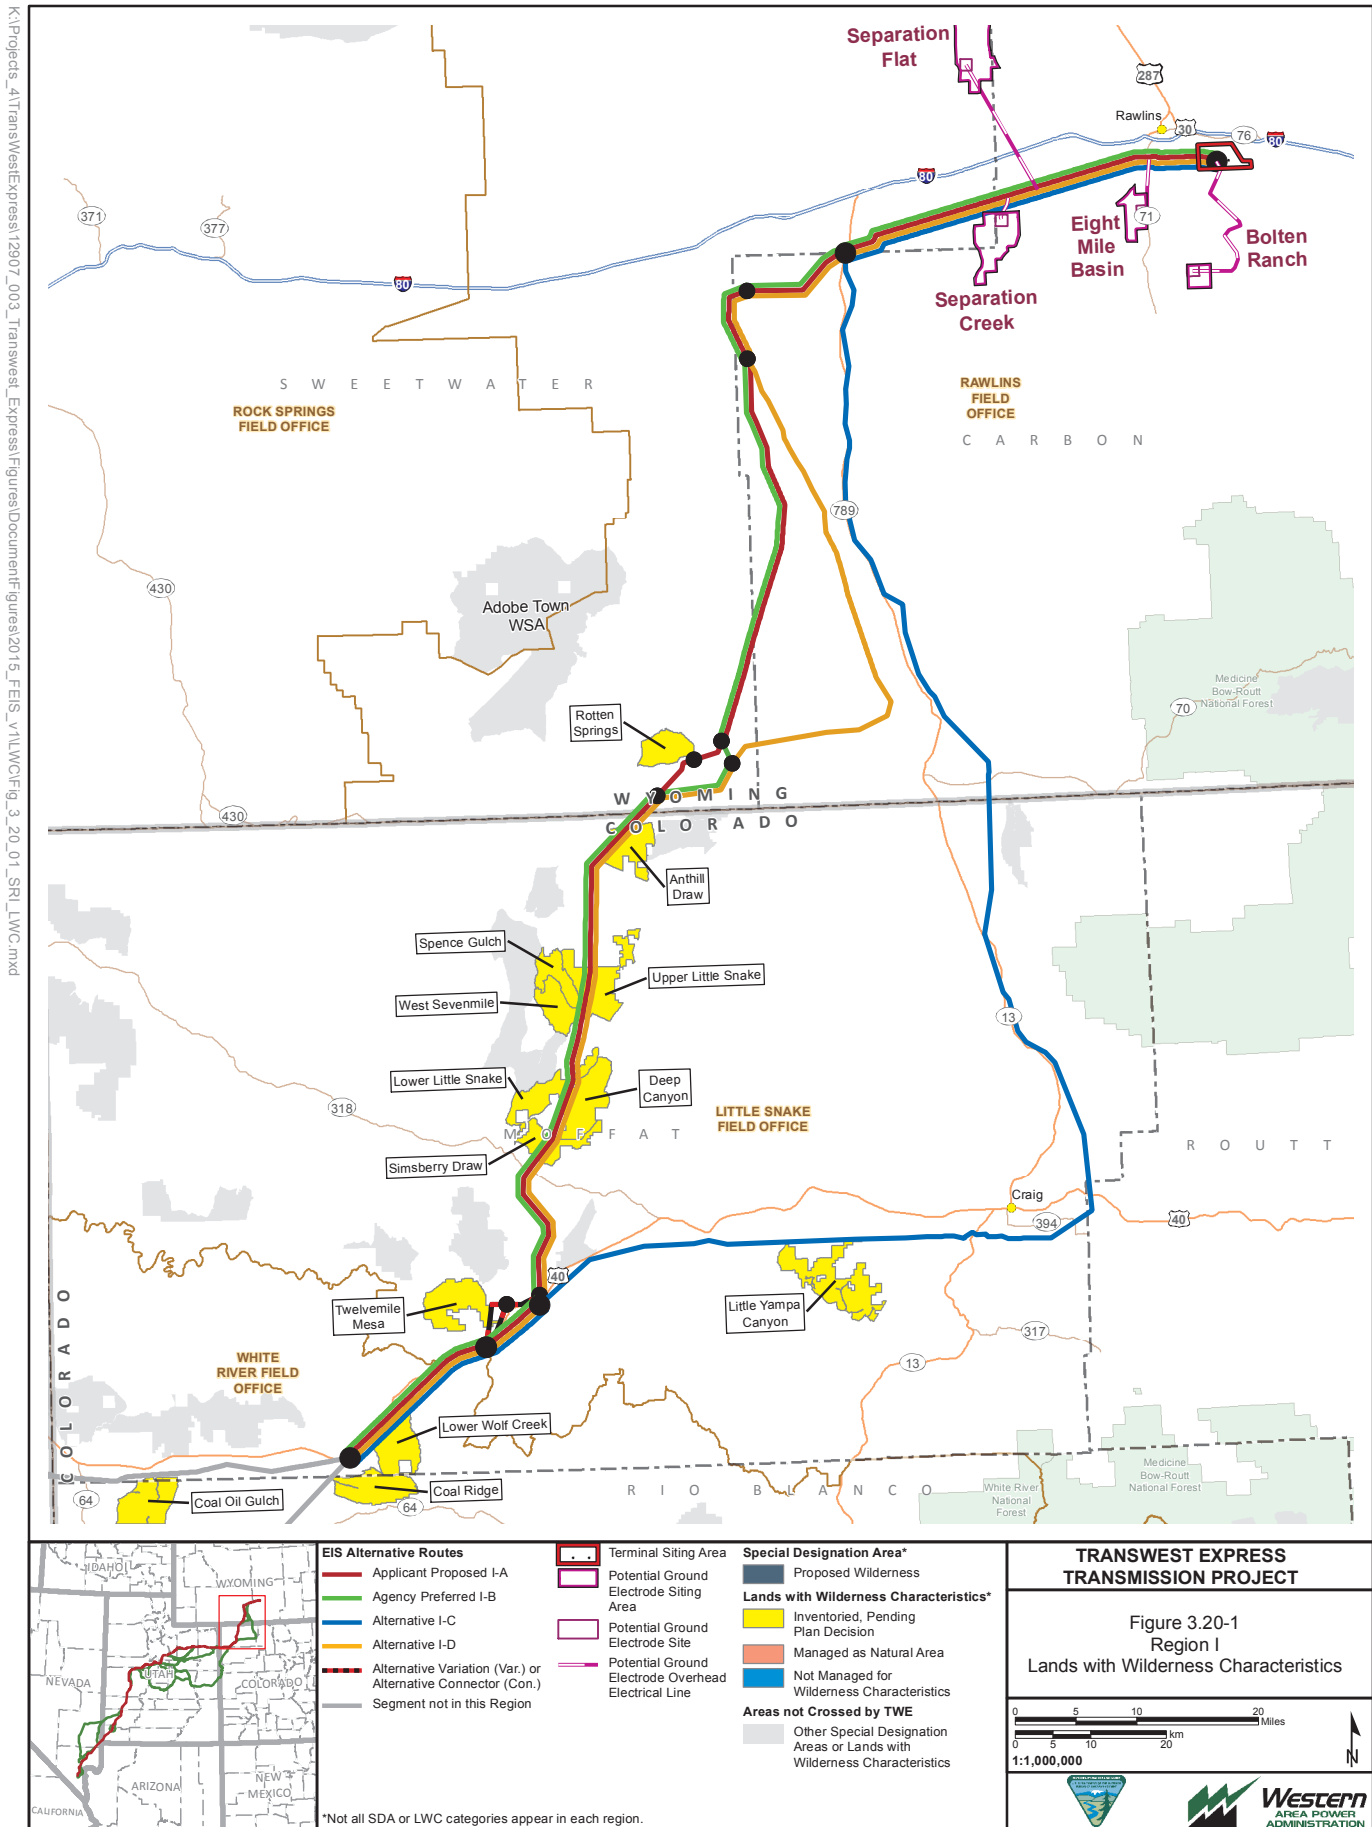 K:\Projects_4\TransWestExpress\12907_003_Transwest_Express\Figures\DocumentFigures\2015_FEIS_v1\LWC\Fig_3_20_01_SRI_LWC.mxd
Separation
Flat
287
Rawlins
30
76
80
80
371
377
80
71
Eight
Mile
Basin
Bolten
Ranch
Separation
Creek
SWEETWATER
ROCK SPRINGS
FIELD OFFICE
RAWLINS
FIELD
OFFICE
CARBON
789
430
Adobe Town
WSA
Medicine
Bow-Routt
National Forest
70
Rotten
Springs
WYOMING
430
COLORADO
Anthill
Draw
Spence Gulch
Upper Little Snake
West Sevenmile
13
Lower Little Snake
Deep
Canyon
318
LITTLE SNAKE
FIELD OFFICE
MOFFAT
ROUTT
Simsberry Draw
Craig
394
40
40
COLORADO
Twelvemile
Mesa
Little Yampa
Canyon
317
13
WHITE
RIVER FIELD
OFFICE
Lower Wolf Creek
Medicine
Bow-Routt
National Forest
Coal Ridge
RIO BLANCO
White River
National
Forest
64
Coal Oil Gulch
64
IDAHO
WYOMING
NEVADA
UTAH
COLORADO
ARIZONA
NEW
MEXICO
CALIFORNIA
EIS Alternative Routes
Applicant Proposed I-A
Agency Preferred I-B
Alternative I-C
Alternative I-D
Alternative Variation (Var.) or
Alternative Connector (Con.)
Segment not in this Region
Terminal Siting Area
Potential Ground
Electrode Siting
Area
Potential Ground
Electrode Site
Potential Ground
Electrode Overhead
Electrical Line
Special Designation Area*
Proposed Wilderness
Lands with Wilderness Characteristics*
Inventoried, Pending
Plan Decision
Managed as Natural Area
Not Managed for
Wilderness Characteristics
Areas not Crossed by TWE
Other Special Designation
Areas or Lands with
Wilderness Characteristics
*Not all SDA or LWC categories appear in each region.
TRANSWEST EXPRESS
TRANSMISSION PROJECT
Figure 3.20-1
Region I
Lands with Wilderness Characteristics
0 5 10 20
Miles
km
0 5 10 20
1:1,000,000
N
Western
AREA POWER
ADMINISTRATION